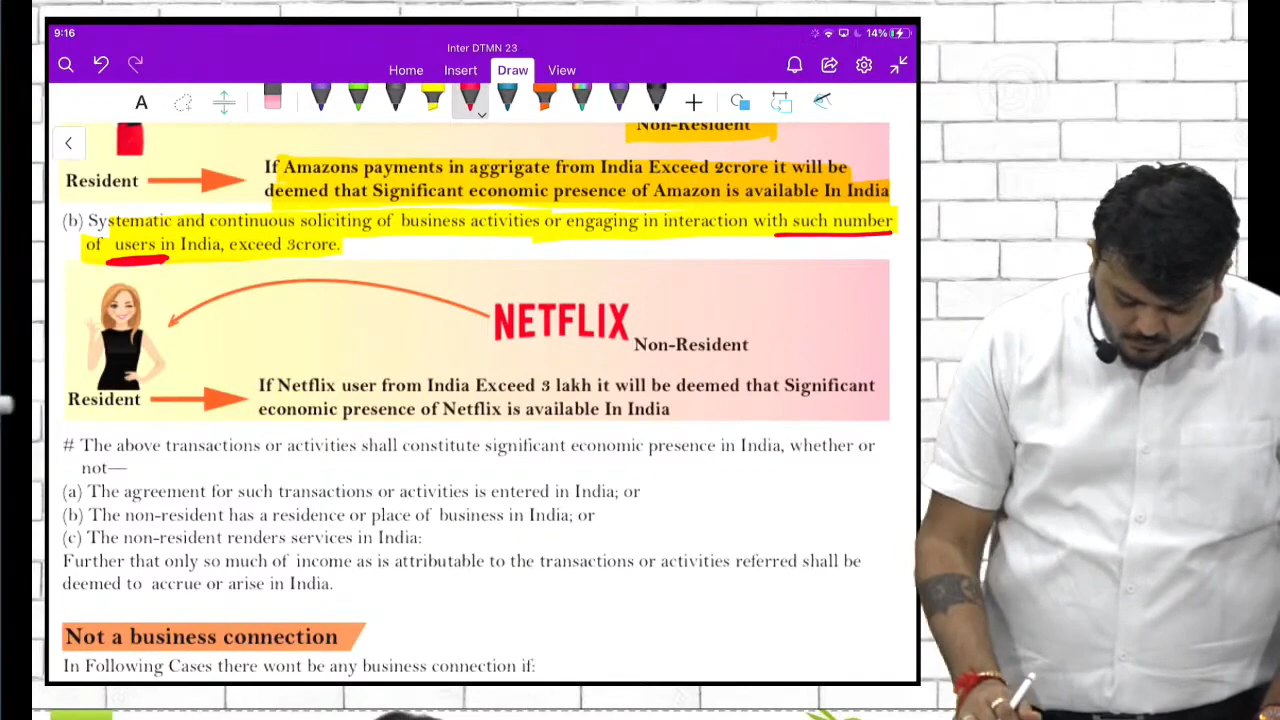 9:16
14%
Inter DTMN 23
Home
Insert
Draw
View
A
Non-Resident
If Amazons payments in aggrigate from India Exceed 2crore it will be
Resident
deemed that Significant economic presence of Amazon is available In India
(b) Systematic and continuous soliciting of business activities or engaging in interaction with such number
of users in India, exceed 3crore.
NETFLIX
Non-Resident
If Netflix user from India Exceed 3 lakh it will be deemed that Significant
Resident
economic presence of Netflix is available In India
# The above transactions or activities shall constitute significant economic presence in India, whether or
not—
(a) The agreement for such transactions or activities is entered in India; or
(b) The non-resident has a residence or place of business in India; or
(c) The non-resident renders services in India:
Further that only so much of income as is attributable to the transactions or activities referred shall be
deemed to accrue or arise in India.
Not a business connection
In Following Cases there wont be any business connection if: